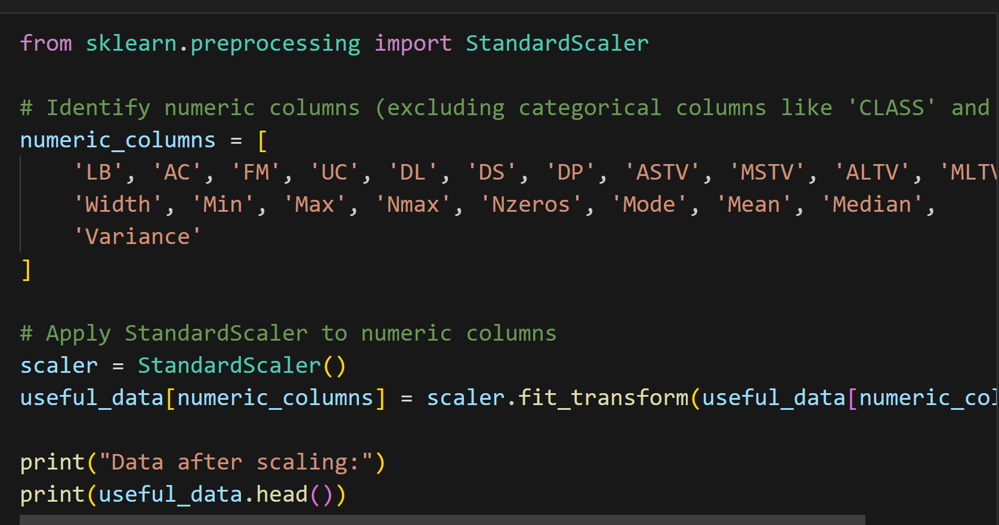 from sklearn.preprocessing import StandardScaler
# Identify numeric columns (excluding categorical columns like 'CLASS' and
numeric_columns = [
'LB', 'AC', 'FM', 'UC', 'DL', 'DS', 'DP', 'ASTV', 'MSTV', 'ALTV', 'MLTV
'Width', 'Min', 'Max', 'Nmax', 'Nzeros', 'Mode', 'Mean', 'Median',
'Variance'
]
# Apply StandardScaler to numeric columns
scaler = StandardScaler()
useful_data[numeric_columns] = scaler.fit_transform(useful_data[numeric_col
print("Data after scaling:")
print(useful_data.head())